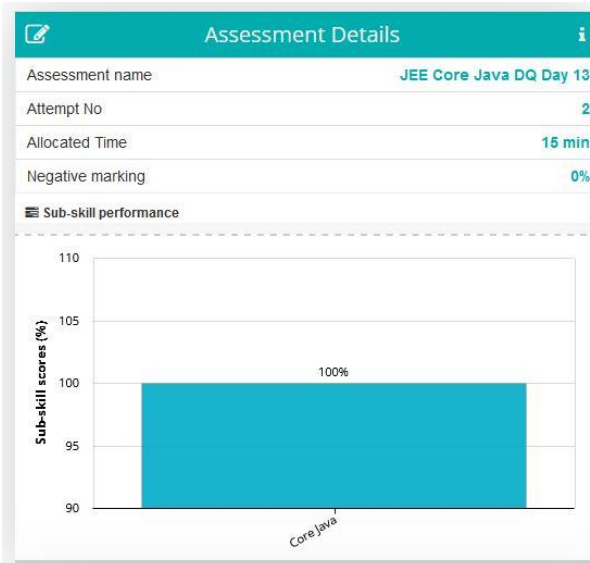 Assessment Details
Assessment name JEE Core Java DQ Day 13
Attempt No 2
Allocated Time 15 min
Negative marking 0%
Sub-skill performance
110
105
100
95
90
Sub-skill scores (%)
100%
Core Java